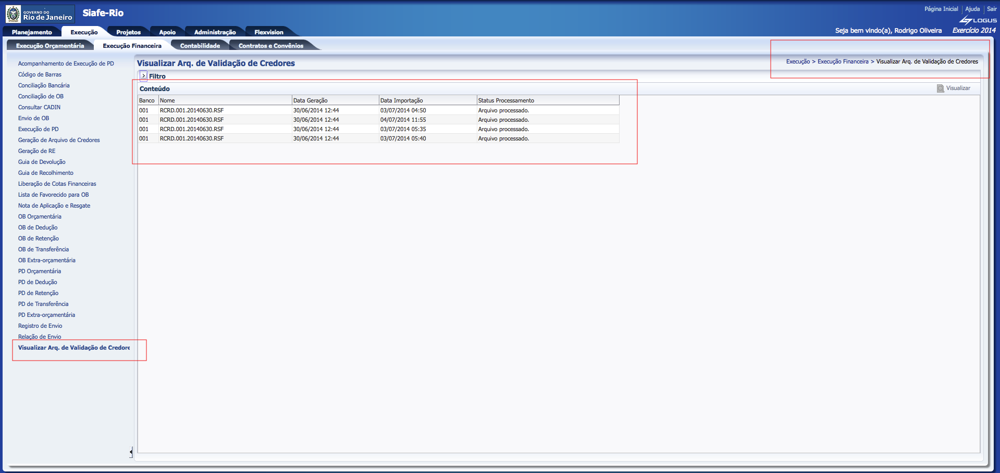 GOVERNO DO
Rio de Janeiro
Siafe-Rio
Página Inicial Ajuda Sair
LOGUS
Seja bem vindo(a), Rodrigo Oliveira Exercício 2014
Planejamento Execução Projetos Apoio Administração Flexvision
Execução Orçamentária Execução Financeira Contabilidade Contratos e Convênios
Acompanhamento de Execução de PD
Código de Barras
Conciliação Bancária
Conciliação de OB
Consultar CADIN
Envio de OB
Execução de PD
Geração de Arquivo de Credores
Geração de RE
Guia de Devolução
Guia de Recolhimento
Liberação de Cotas Financeiras
Lista de Favorecido para OB
Nota de Aplicação e Resgate
OB Orçamentária
OB de Dedução
OB de Retenção
OB de Transferência
OB Extra-orçamentária
PD Orçamentária
PD de Dedução
PD de Retenção
PD de Transferência
PD Extra-orçamentária
Registro de Envio
Relação de Envio
Visualizar Arq. de Validação de Credore
Visualizar Arq. de Validação de Credores
Execução > Execução Financeira > Visualizar Arq. de Validação de Credores
> Filtro
Conteúdo
Visualizar
Banco Nome Data Geração Data Importação Status Processamento
001 RCRD.001.20140630.RSF 30/06/2014 12:44 03/07/2014 04:50 Arquivo processado.
001 RCRD.001.20140630.RSF 30/06/2014 12:44 04/07/2014 11:55 Arquivo processado.
001 RCRD.001.20140630.RSF 30/06/2014 12:44 03/07/2014 05:35 Arquivo processado.
001 RCRD.001.20140630.RSF 30/06/2014 12:44 03/07/2014 05:40 Arquivo processado.